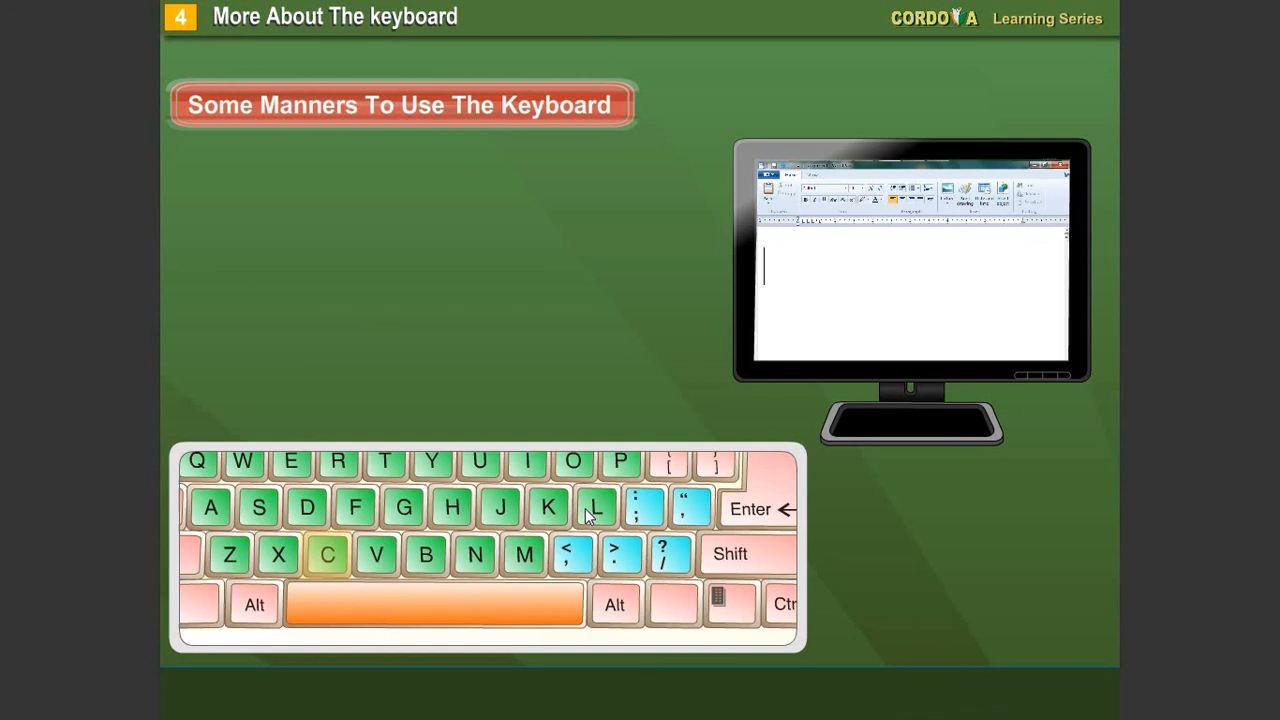 4 More About The keyboard CORDOVA Learning Series
Some Manners To Use The Keyboard
Q W E R T Y U I O P { [ } ]
A S D F G H J K L : ; “ , Enter
Z X C V B N M < , > . ? / Shift
Alt Alt Ctr